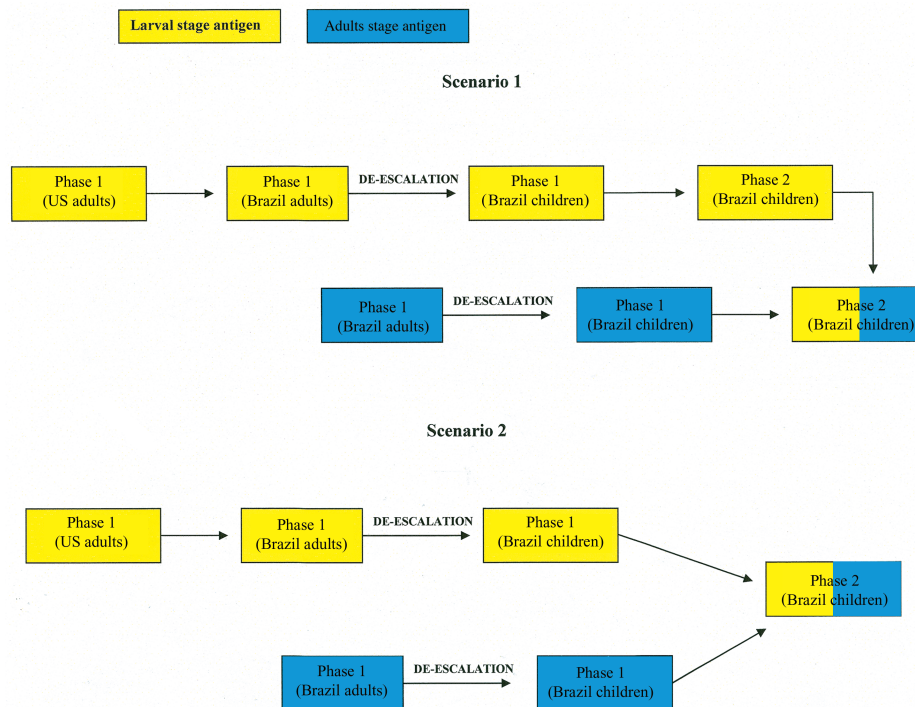 Larval stage antigen
Adults stage antigen
Scenario 1
Phase 1
(US adults)
Phase 1
(Brazil adults)
DE-ESCALATION
Phase 1
(Brazil children)
Phase 2
(Brazil children)
Phase 1
(Brazil adults)
DE-ESCALATION
Phase 1
(Brazil children)
Phase 2
(Brazil children)
Scenario 2
Phase 1
(US adults)
Phase 1
(Brazil adults)
DE-ESCALATION
Phase 1
(Brazil children)
Phase 2
(Brazil children)
Phase 1
(Brazil adults)
DE-ESCALATION
Phase 1
(Brazil children)